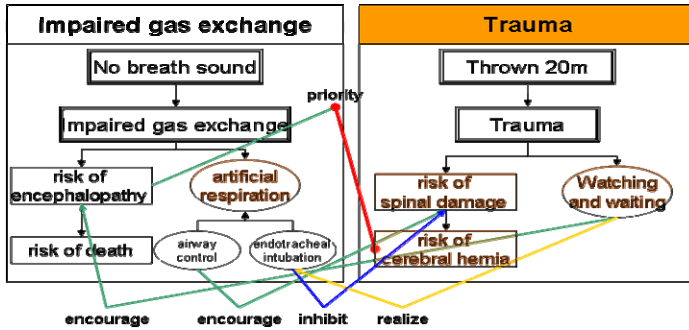 Impaired gas exchange
Trauma
No breath sound
Thrown 20m
priority
Impaired gas exchange
Trauma
risk of
encephalopathy
artificial
respiration
risk of
spinal damage
Watching
and waiting
risk of death
airway
control
endotracheal
intubation
risk of
cerebral hernia
encourage
encourage
inhibit
realize